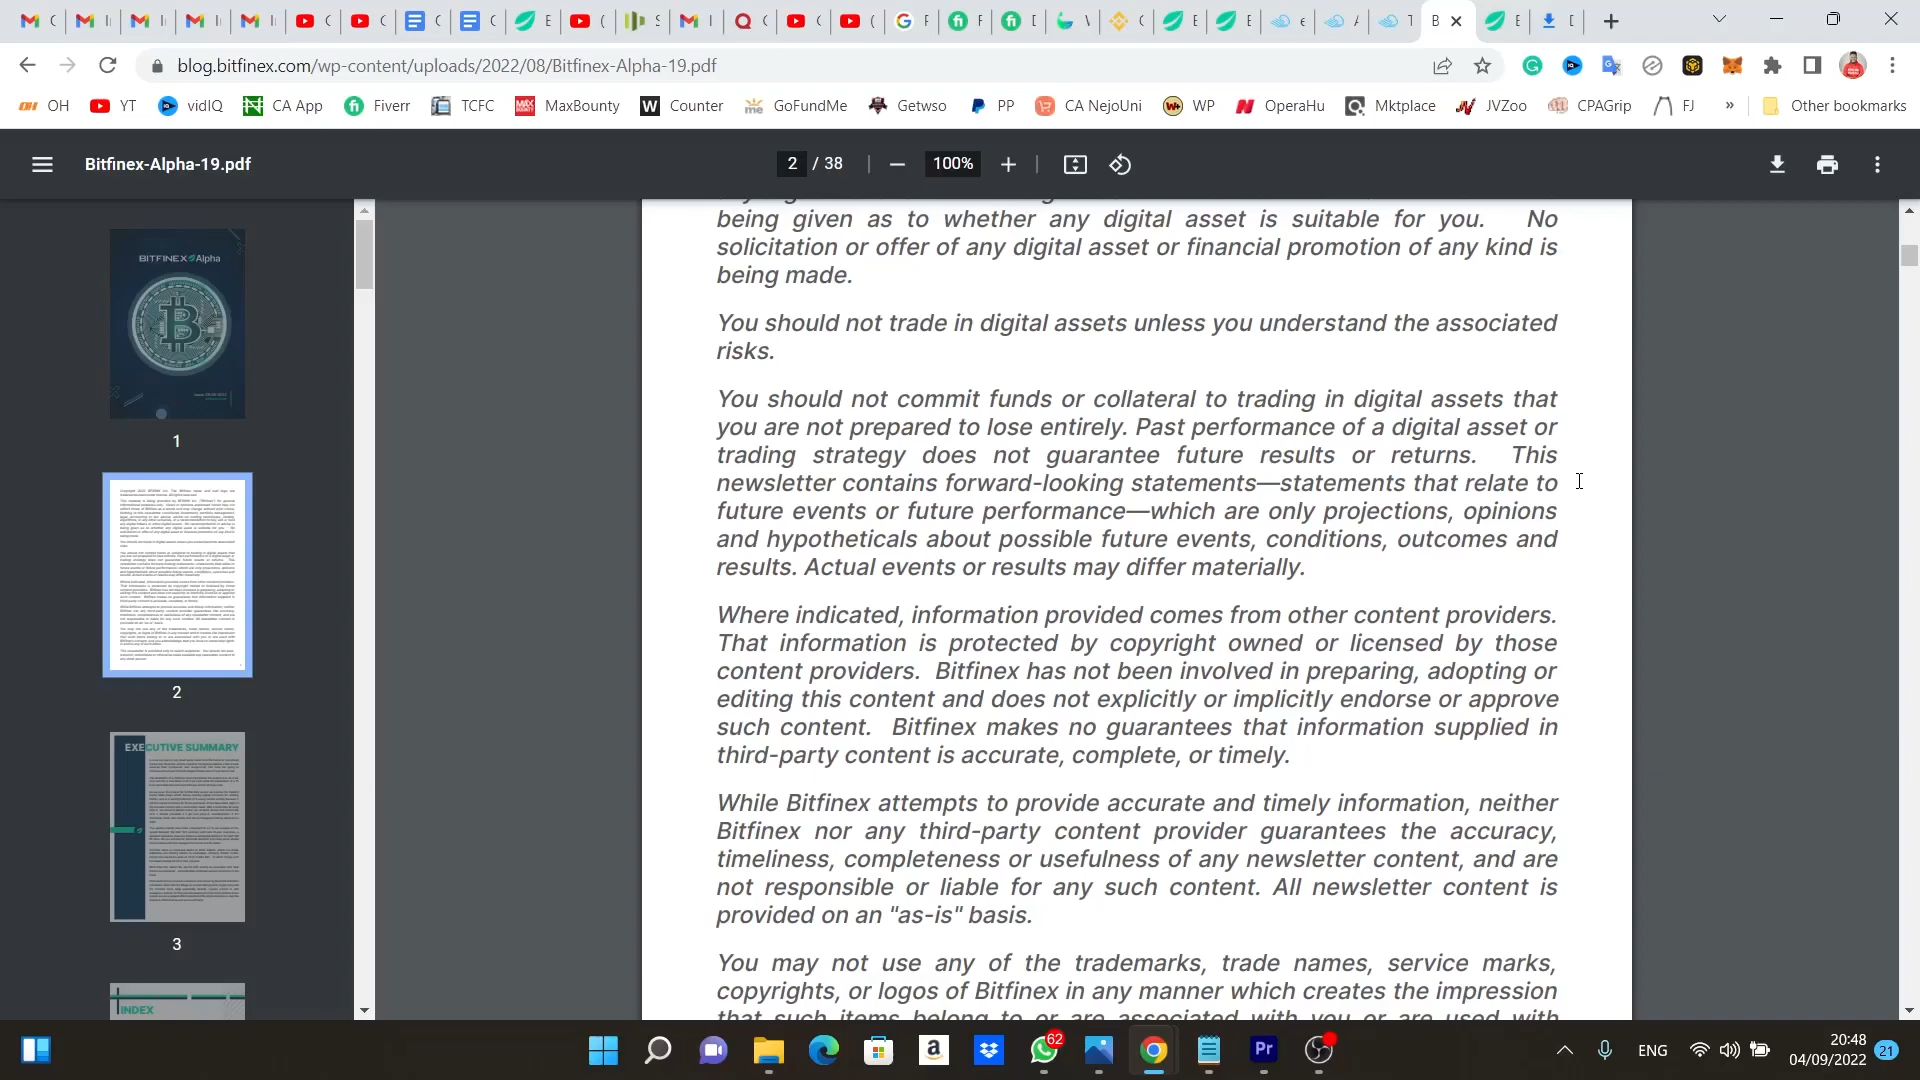 blog.bitfinex.com/wp-content/uploads/2022/08/Bitfinex-Alpha-19.pdf
OH
YT
vidIQ
CA App
Fiverr
TCFC
MaxBounty
Counter
GoFundMe
Getwso
PP
CA NejoUni
WP
OperaHu
Mktplace
JVZoo
CPAGrip
FJ
»
Other bookmarks
Bitfinex-Alpha-19.pdf
2 / 38
100%
BITFINEX Alpha
1
2
EXECUTIVE SUMMARY
3
INDEX
being given as to whether any digital asset is suitable for you. No
solicitation or offer of any digital asset or financial promotion of any kind is
being made.
You should not trade in digital assets unless you understand the associated
risks.
You should not commit funds or collateral to trading in digital assets that
you are not prepared to lose entirely. Past performance of a digital asset or
trading strategy does not guarantee future results or returns. This
newsletter contains forward-looking statements—statements that relate to
future events or future performance—which are only projections, opinions
and hypotheticals about possible future events, conditions, outcomes and
results. Actual events or results may differ materially.
Where indicated, information provided comes from other content providers.
That information is protected by copyright owned or licensed by those
content providers. Bitfinex has not been involved in preparing, adopting or
editing this content and does not explicitly or implicitly endorse or approve
such content. Bitfinex makes no guarantees that information supplied in
third-party content is accurate, complete, or timely.
While Bitfinex attempts to provide accurate and timely information, neither
Bitfinex nor any third-party content provider guarantees the accuracy,
timeliness, completeness or usefulness of any newsletter content, and are
not responsible or liable for any such content. All newsletter content is
provided on an "as-is" basis.
You may not use any of the trademarks, trade names, service marks,
copyrights, or logos of Bitfinex in any manner which creates the impression
that such items belong to or are associated with you or are used with
62
ENG
20:48
04/09/2022
21